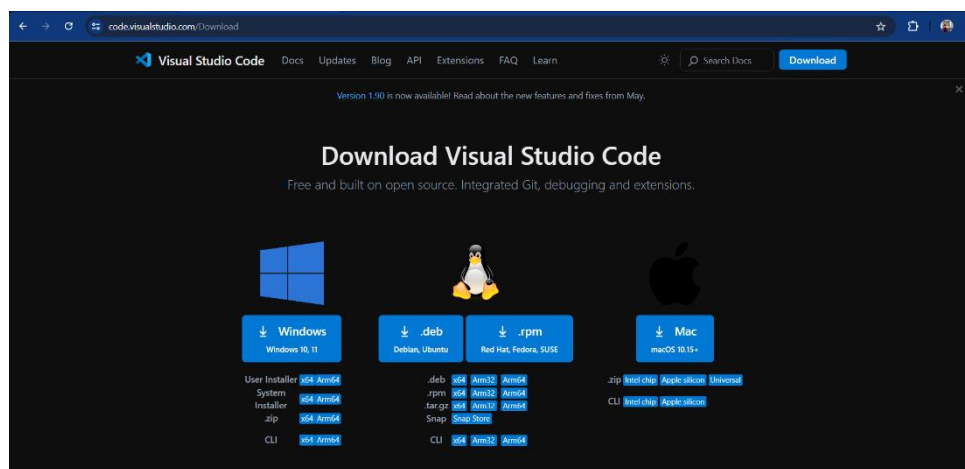 code.visualstudio.com/Download
Visual Studio Code Docs Updates Blog API Extensions FAQ Learn Search Docs Download
Version 1.90 is now available! Read about the new features and fixes from May.
Download Visual Studio Code
Free and built on open source. Integrated Git, debugging and extensions.
Windows
Windows 10, 11
User Installer x64 Arm64
System
Installer x64 Arm64
.zip x64 Arm64
CLI x64 Arm64
.deb
Debian, Ubuntu
.rpm
Red Hat, Fedora, SUSE
.deb x64 Arm32 Arm64
.rpm x64 Arm32 Arm64
.tar.gz x64 Arm32 Arm64
Snap Snap Store
CLI x64 Arm32 Arm64
Mac
macOS 10.15+
.zip Intel chip Apple silicon Universal
CLI Intel chip Apple silicon